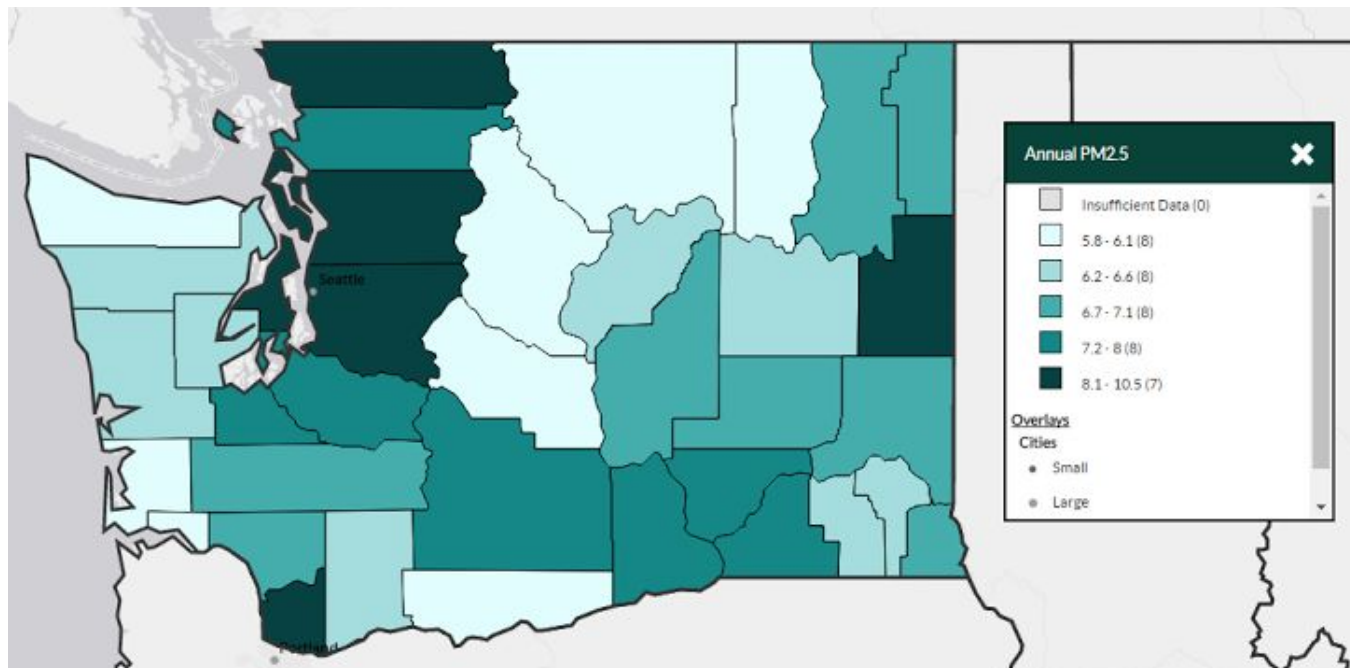 Annual PM2.5
Insufficient Data (0)
5.8 - 6.1 (8)
6.2 - 6.6 (8)
6.7 - 7.1 (8)
7.2 - 8 (8)
8.1 - 10.5 (7)
Overlays
Cities
Small
Large
Seattle
Portland